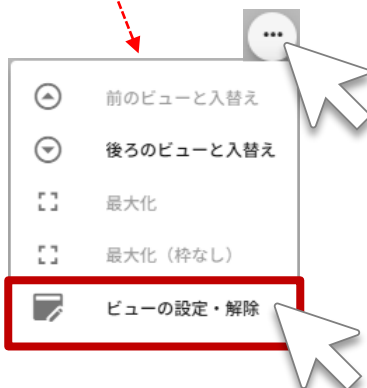 前のビューと入替え
後ろのビューと入替え
最大化
最大化（枠なし）
ビューの設定・解除